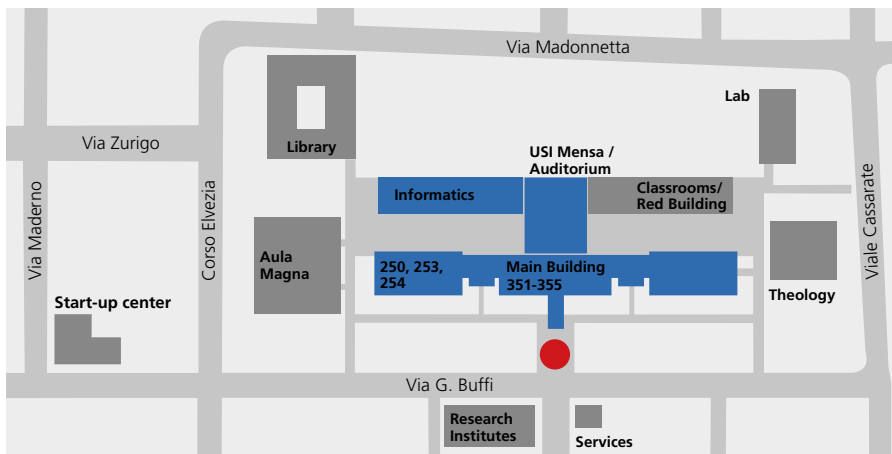 Via Madonnetta
Lab
Via Zurigo
Library
USI Mensa /
Auditorium
Informatics
Classrooms/
Red Building
Via Maderno
Corso Elvezia
Viale Cassarate
Aula
Magna
250, 253,
254
Main Building
351-355
Theology
Start-up center
Via G. Buffi
Research
Institutes
Services